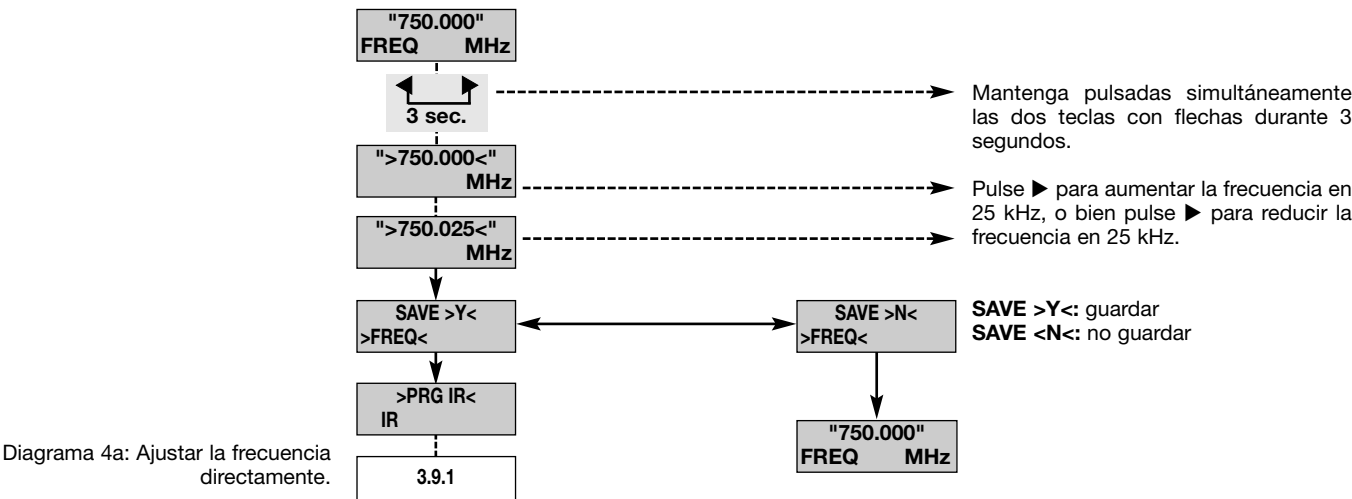 "750.000"
FREQ MHz
◀ ▶
3 sec.
Mantenga pulsadas simultáneamente
las dos teclas con flechas durante 3
segundos.
">750.000<"
MHz
Pulse ▶ para aumentar la frecuencia en
25 kHz, o bien pulse ▶ para reducir la
frecuencia en 25 kHz.
">750.025<"
MHz
SAVE >Y<
>FREQ<
SAVE >N<
>FREQ<
SAVE >Y<: guardar
SAVE <N<: no guardar
>PRG IR<
IR
"750.000"
FREQ MHz
Diagrama 4a: Ajustar la frecuencia
directamente.
3.9.1